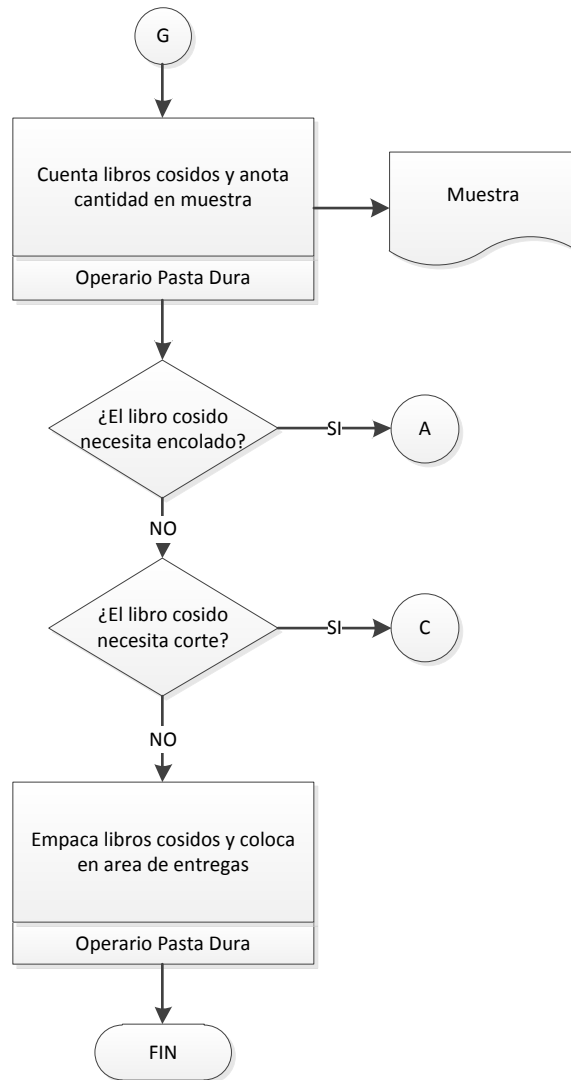 G
Cuenta libros cosidos y anota
cantidad en muestra
Muestra
Operario Pasta Dura
¿El libro cosido
necesita encolado?
SI
A
NO
¿El libro cosido
necesita corte?
SI
C
NO
Empaca libros cosidos y coloca
en area de entregas
Operario Pasta Dura
FIN